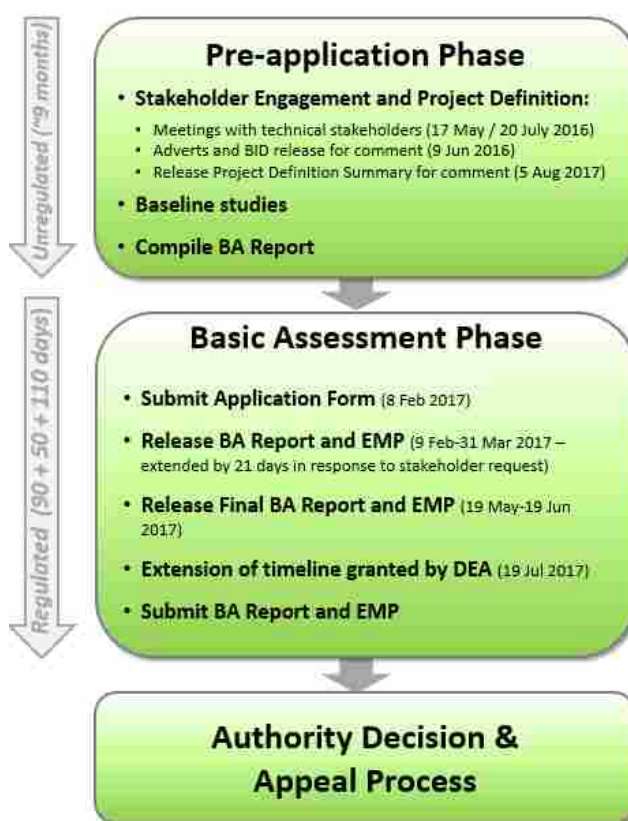 Unregulated (~9 months)
Pre-application Phase
• Stakeholder Engagement and Project Definition:
• Meetings with technical stakeholders (17 May / 20 July 2016)
• Adverts and BID release for comment (9 Jun 2016)
• Release Project Definition Summary for comment (5 Aug 2017)
• Baseline studies
• Compile BA Report
Regulated (90 + 50 + 110 days)
Basic Assessment Phase
• Submit Application Form (8 Feb 2017)
• Release BA Report and EMP (9 Feb-31 Mar 2017 –
extended by 21 days in response to stakeholder request)
• Release Final BA Report and EMP (19 May-19 Jun
2017)
• Extension of timeline granted by DEA (19 Jul 2017)
• Submit BA Report and EMP
Authority Decision &
Appeal Process